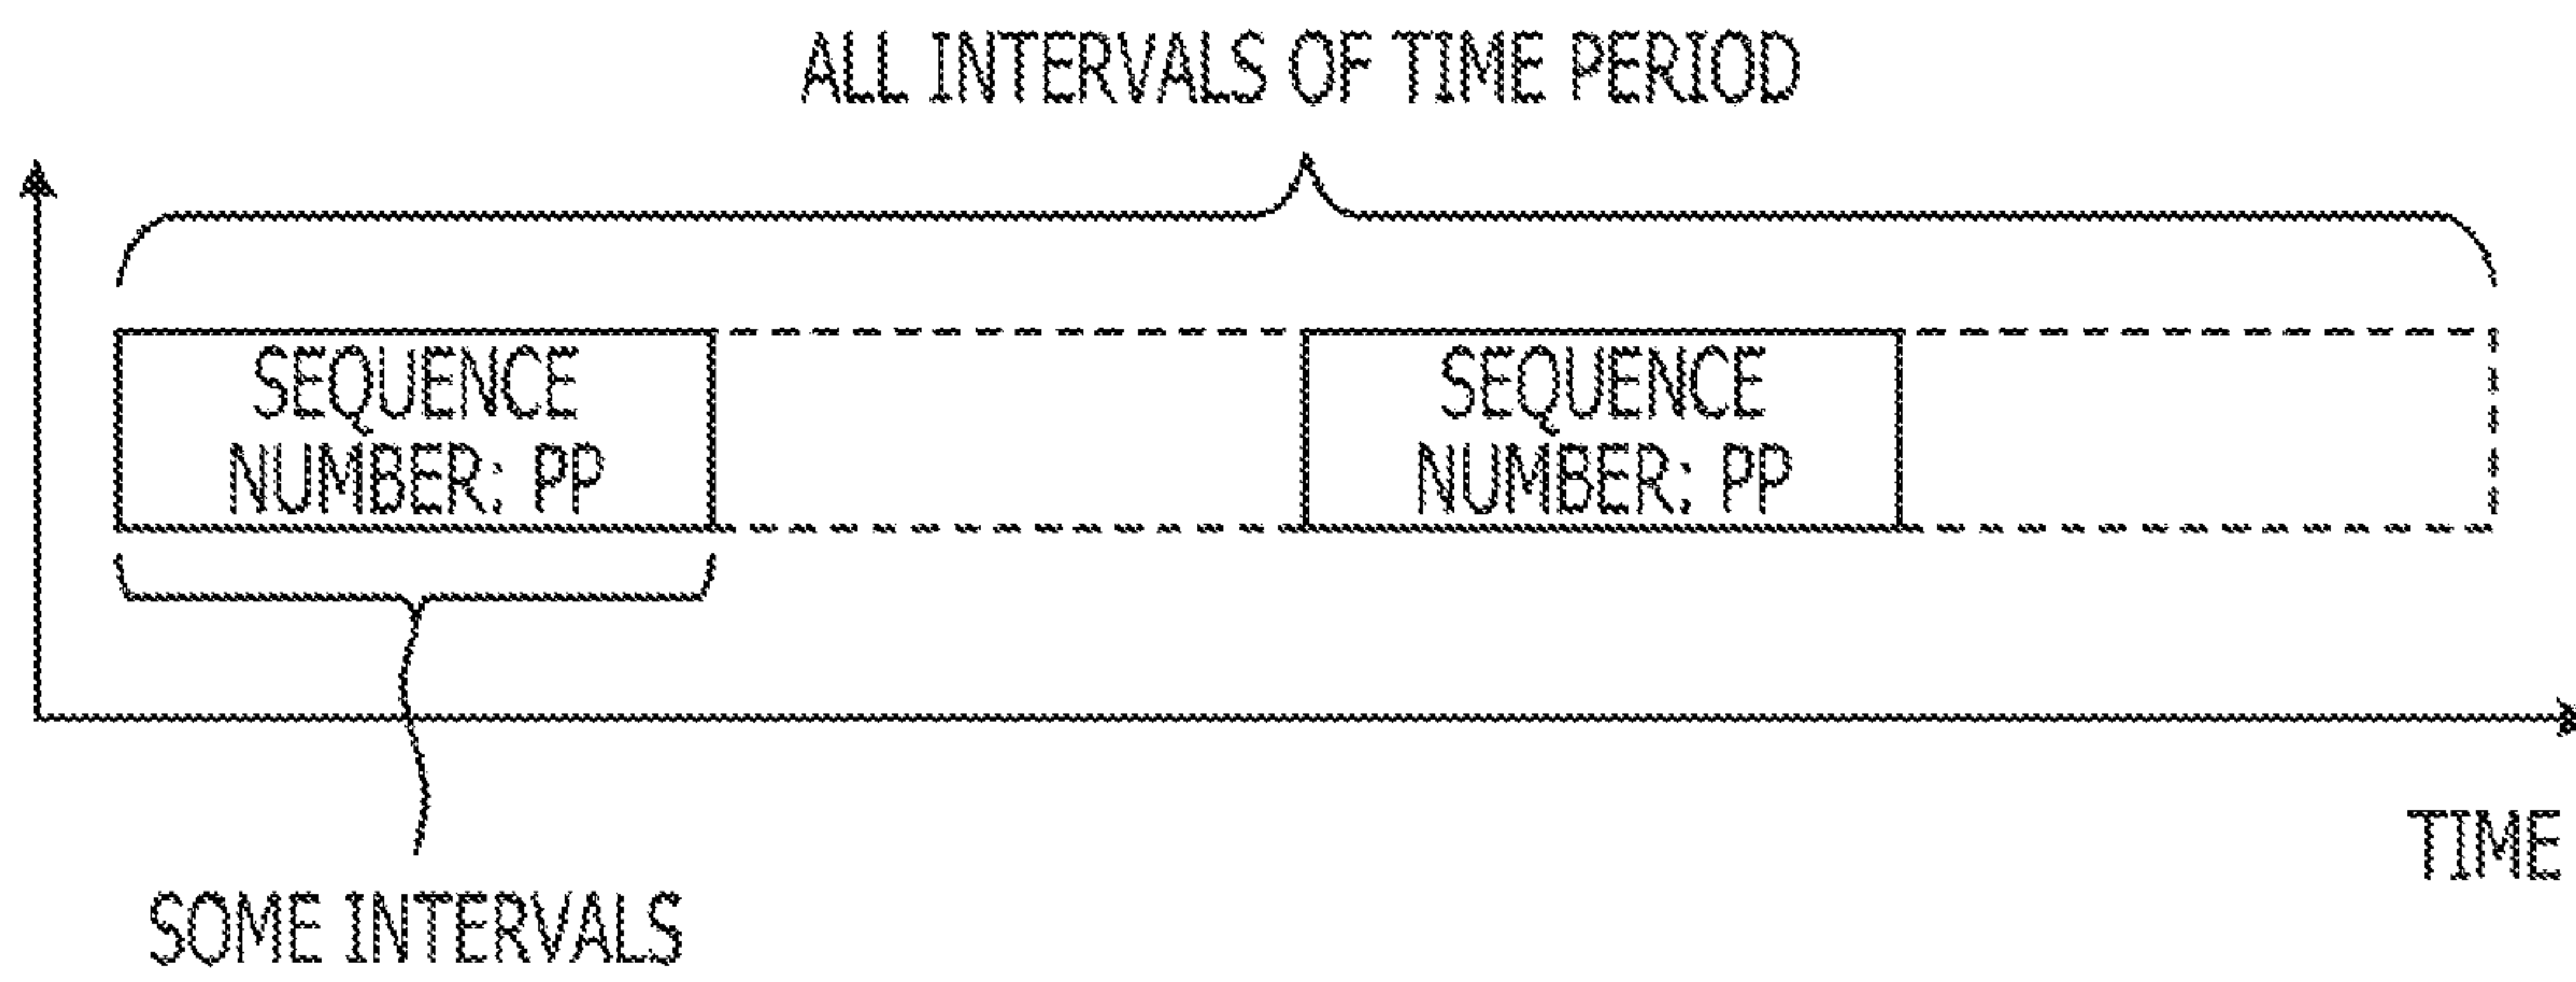 ALL INTERVALS OF TIME PERIOD
SEQUENCE
NUMBER: PP
SEQUENCE
NUMBER: PP
TIME
SOME INTERVALS